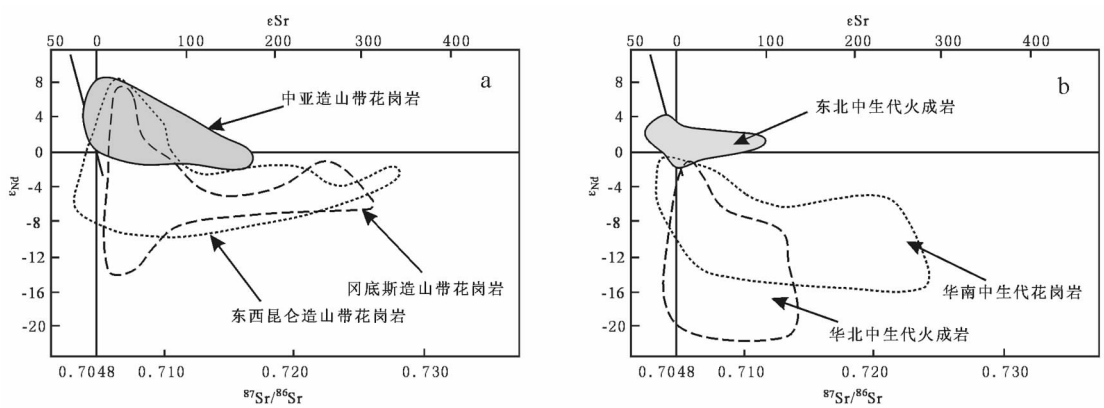 εSr
50 0 100 200 300 400
a
8
4
0
-4
-8
-12
-16
-20
εNd
中亚造山带花岗岩
冈底斯造山带花岗岩
东西昆仑造山带花岗岩
0.7048 0.710 0.720 0.730
⁸⁷Sr/⁸⁶Sr
εSr
50 0 100 200 300 400
b
8
4
0
-4
-8
-12
-16
-20
εNd
东北中生代火成岩
华南中生代花岗岩
华北中生代火成岩
0.7048 0.710 0.720 0.730
⁸⁷Sr/⁸⁶Sr